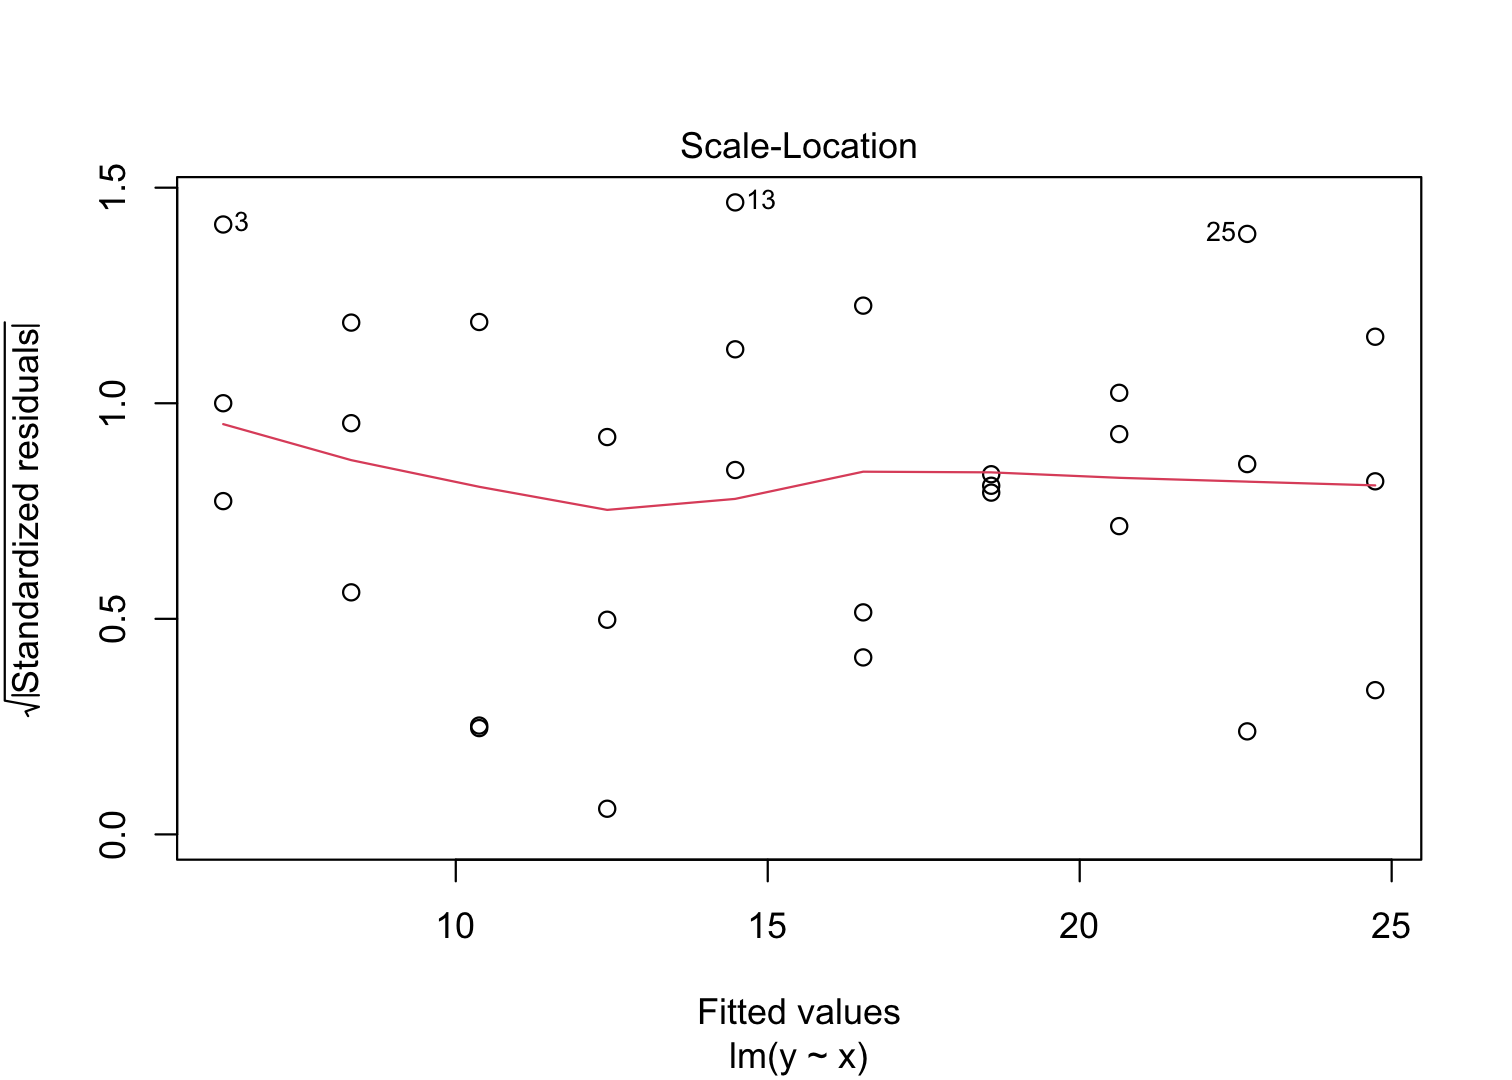 Scale-Location
√|Standardized residuals|
1.5
1.0
0.5
0.0
3
13
25
10 15 20 25
Fitted values
lm(y ~ x)